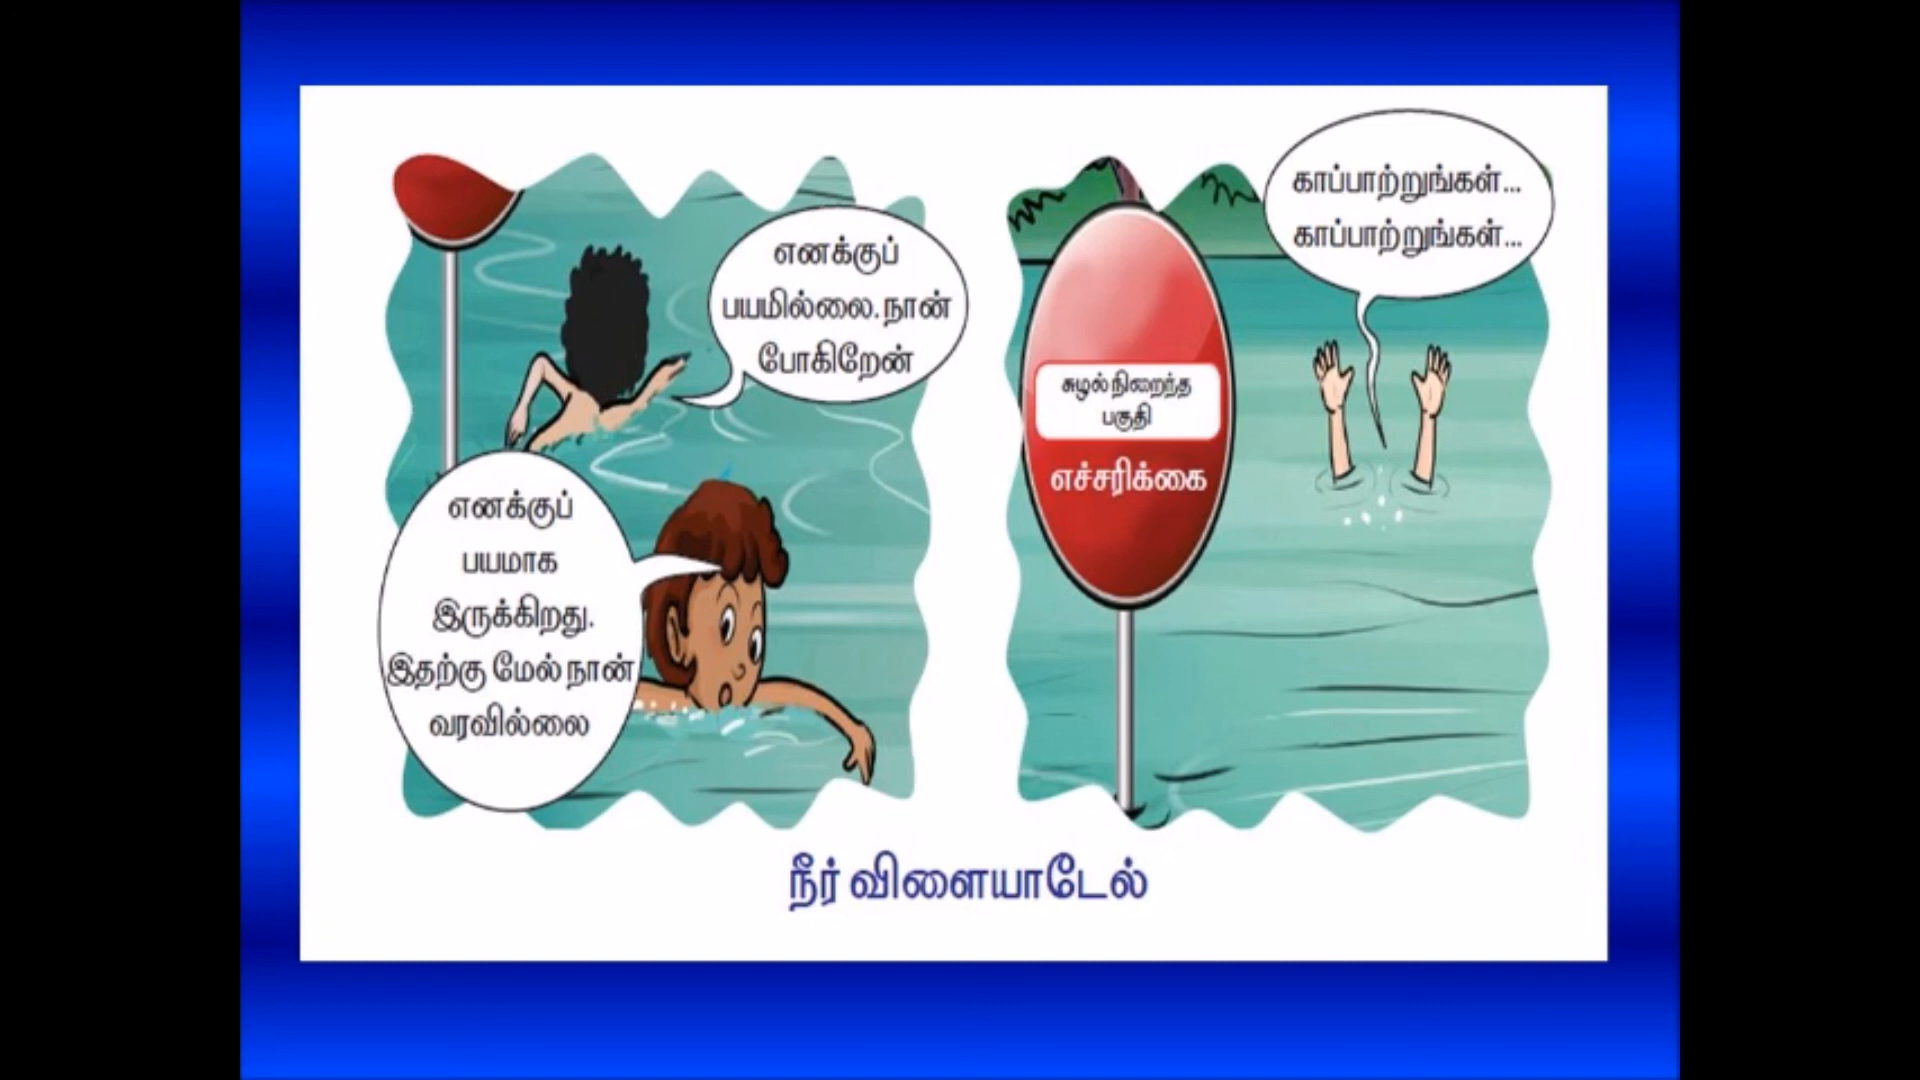 எனக்குப்
பயமில்லை. நான்
போகிறேன்
எனக்குப்
பயமாக
இருக்கிறது.
இதற்கு மேல் நான்
வரவில்லை
காப்பாற்றுங்கள்...
காப்பாற்றுங்கள்...
சுழல் நிறைந்த
பகுதி
எச்சரிக்கை
நீர் விளையாடேல்